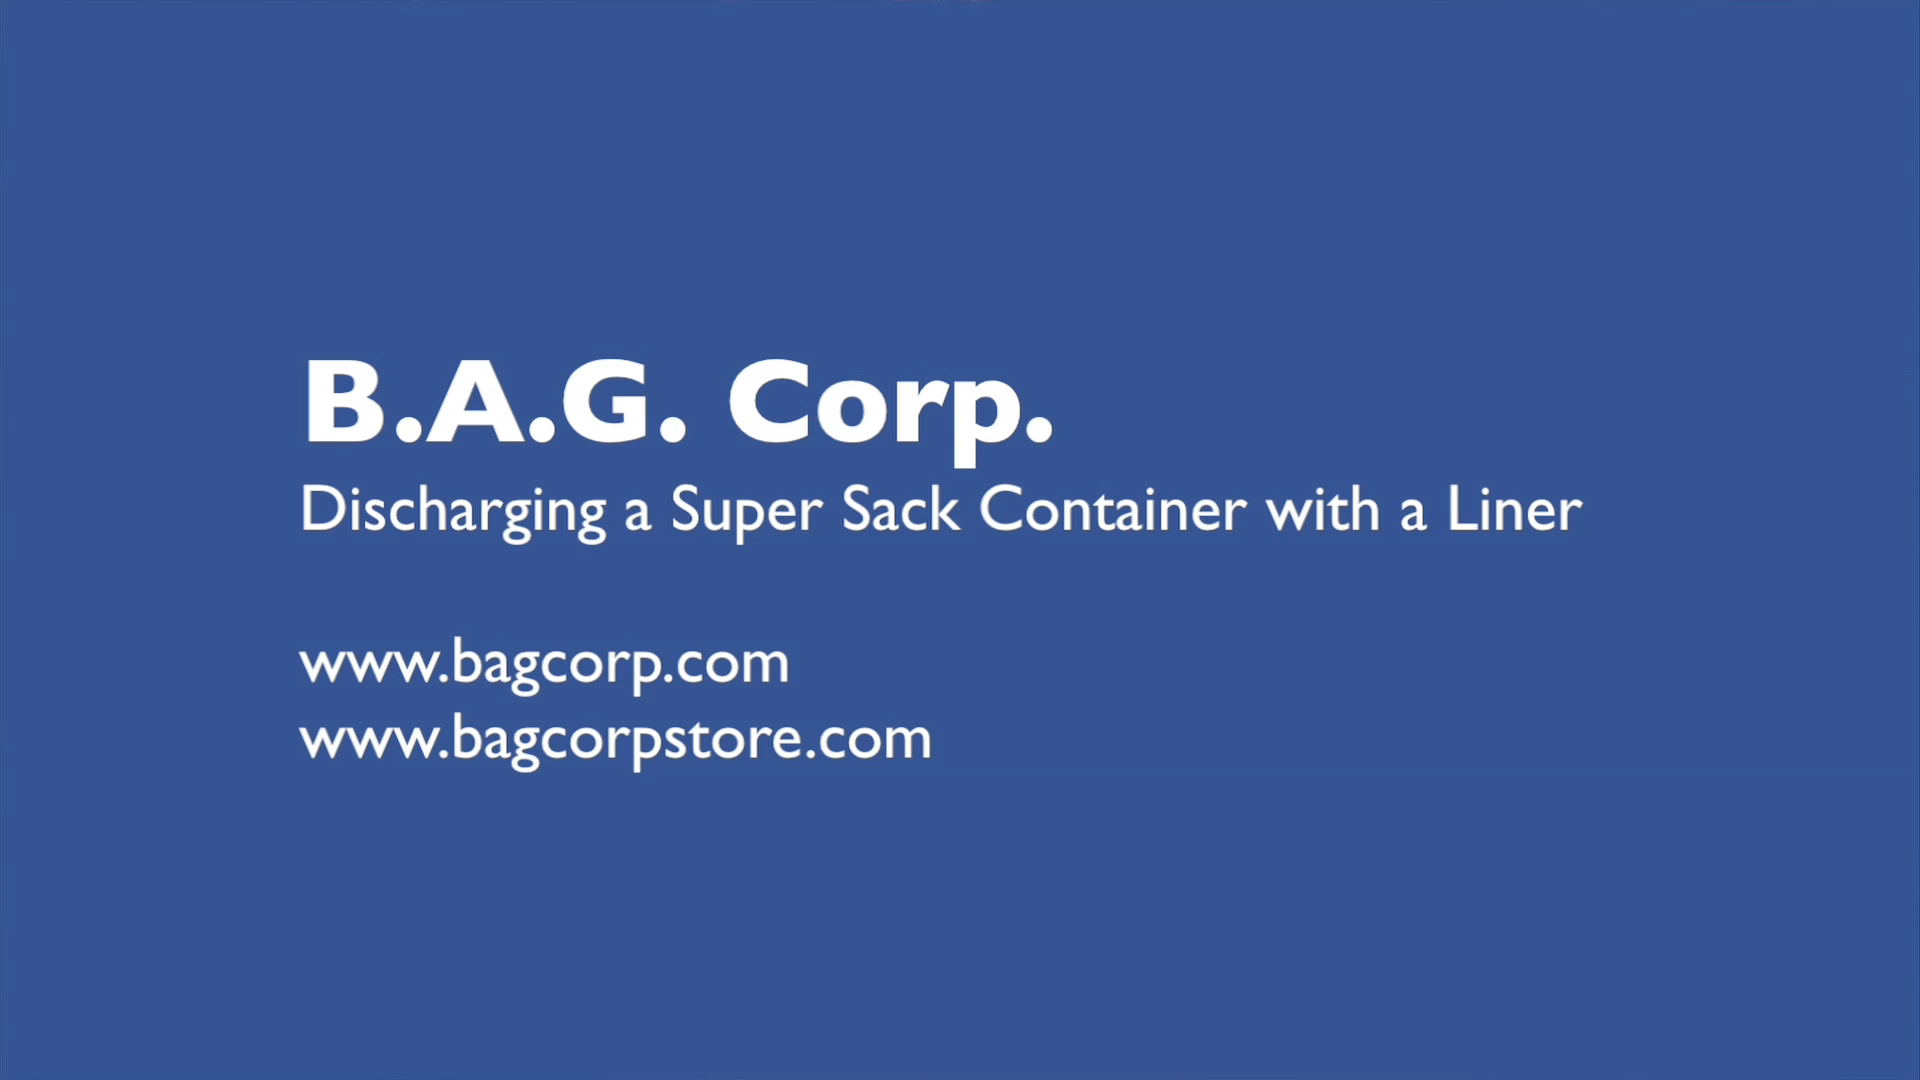 B.A.G. Corp.
Discharging a Super Sack Container with a Liner
www.bagcorp.com
www.bagcorpstore.com